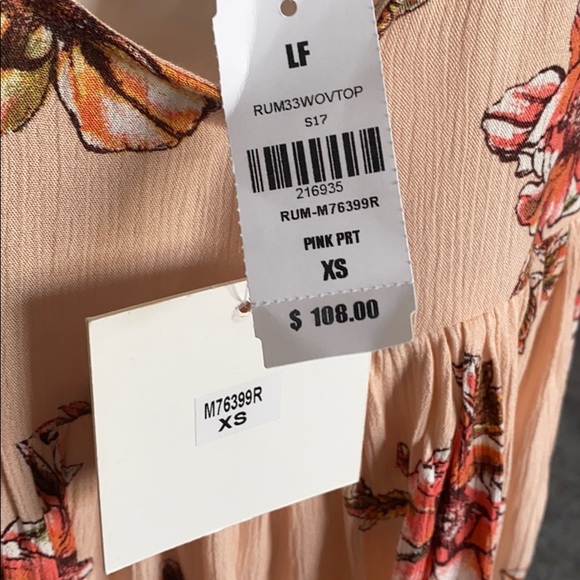 LF
RUM33WOVTOP
S17
216935
RUM-M76399R
PINK PRT
XS
$ 108.00
M76399R
XS